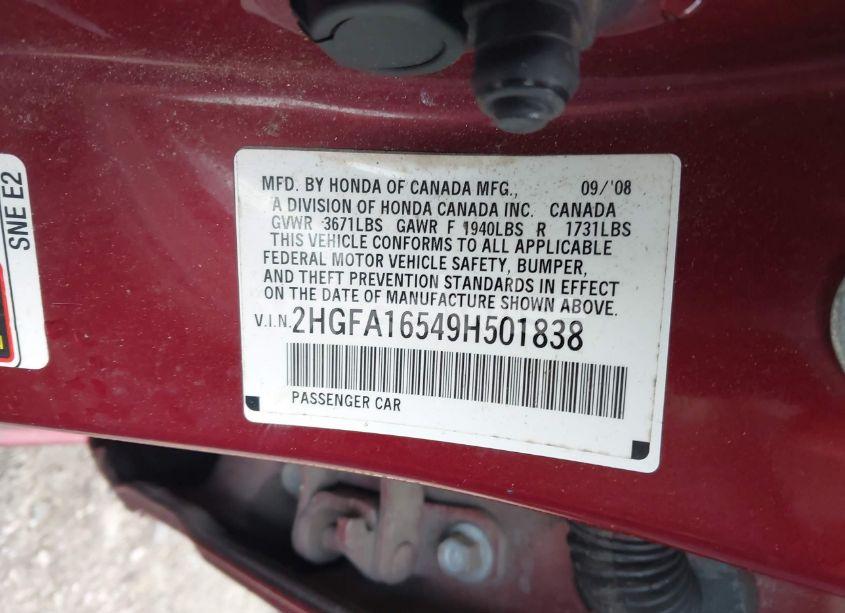 MFD. BY HONDA OF CANADA MFG., 09/'08
A DIVISION OF HONDA CANADA INC. CANADA
GVWR 3671LBS GAWR F 1940LBS R 1731LBS
THIS VEHICLE CONFORMS TO ALL APPLICABLE
FEDERAL MOTOR VEHICLE SAFETY, BUMPER,
AND THEFT PREVENTION STANDARDS IN EFFECT
ON THE DATE OF MANUFACTURE SHOWN ABOVE.
V.I.N. 2HGFA16549H501838
PASSENGER CAR
SNE E2